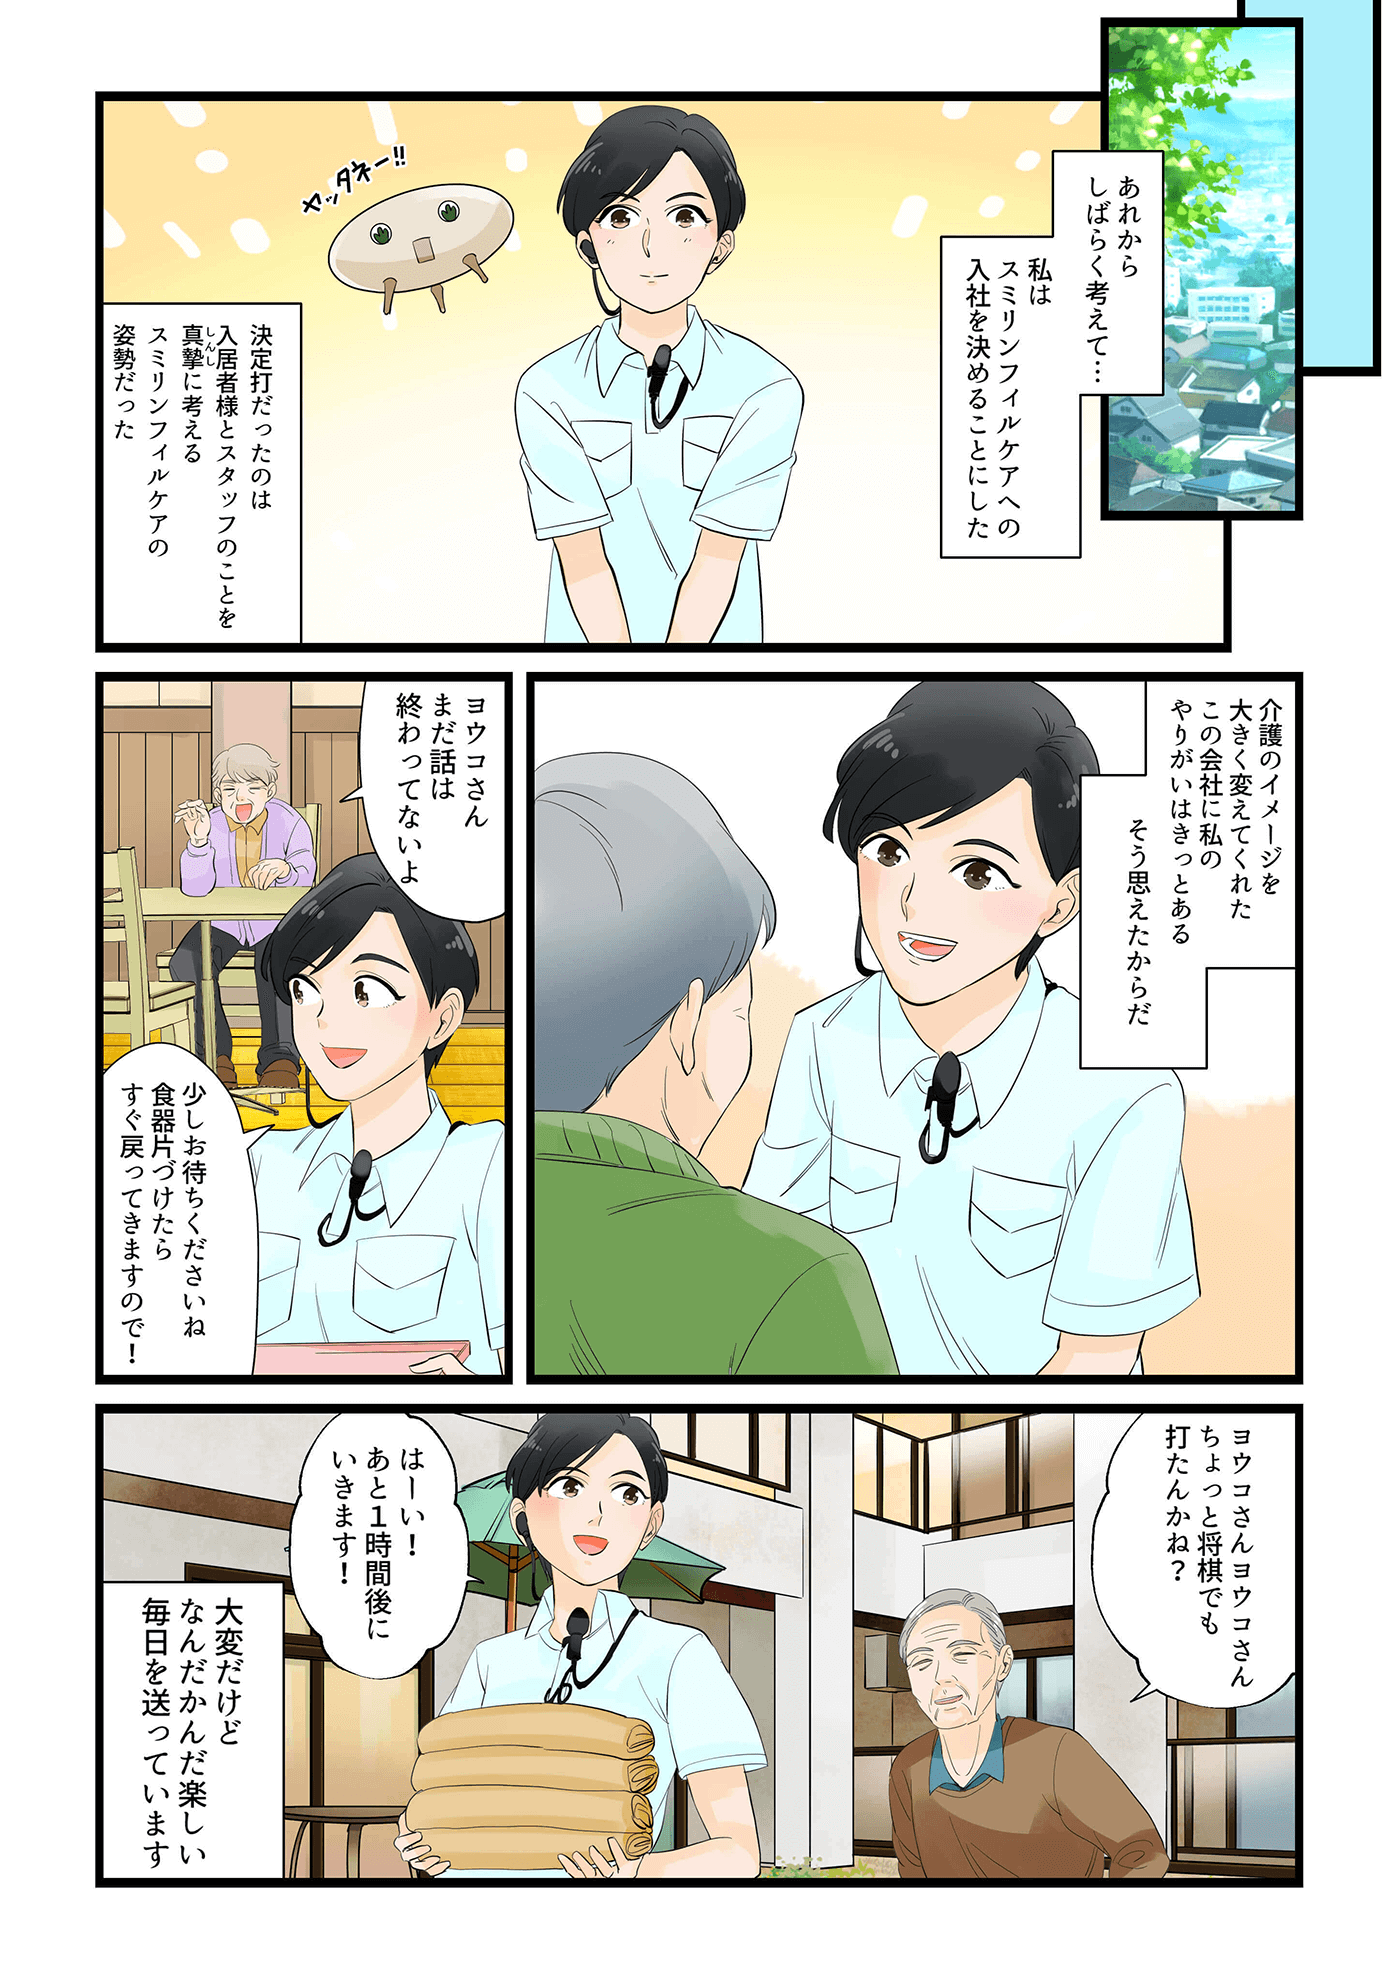 あれから
しばらく考えて…
私は
スミリンフィルケアへの
入社を決めることにした
ヤッタネー!!
決定打だったのは
入居者様とスタッフのことを
真摯に考える
しんし
スミリンフィルケアの
姿勢だった
介護のイメージを
大きく変えてくれた
この会社に私の
やりがいはきっとある
そう思えたからだ
ヨウコさん
まだ話は
終わってないよ
少しお待ちくださいね
食器片づけたら
すぐ戻ってきますので！
ヨウコさんヨウコさん
ちょっと将棋でも
打たんかね？
はーい！
あと１時間後に
いきます！
大変だけど
なんだかんだ楽しい
毎日を送っています